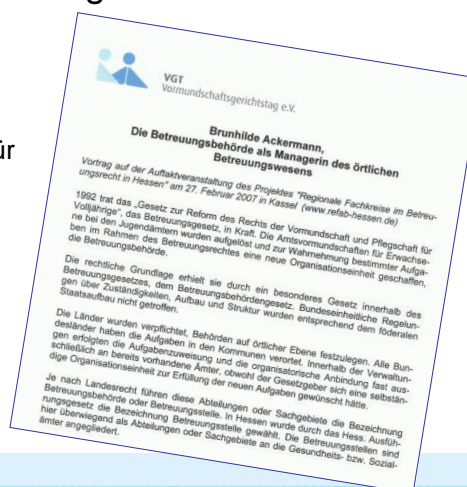 ür
VGT
Vormundschaftsgerichtstag e.V.
Brunhilde Ackermann,
Die Betreuungsbehörde als Managerin des örtlichen
Betreuungswesens
Vortrag auf der Auftaktveranstaltung des Projektes "Regionale Fachkreise im Betreu-
ungsrecht in Hessen" am 27. Februar 2007 in Kassel (www.refab-hessen.de)
1992 trat das „Gesetz zur Reform des Rechts der Vormundschaft und Pflegschaft für
Volljährige", das Betreuungsgesetz, in Kraft. Die Amtsvormundschaften für Erwachse-
ne bei den Jugendämtern wurden aufgelöst und zur Wahrnehmung bestimmter Aufga-
ben im Rahmen des Betreuungsrechtes eine neue Organisationseinheit geschaffen,
die Betreuungsbehörde.
Die rechtliche Grundlage erhielt sie durch ein besonderes Gesetz innerhalb des
Betreuungsgesetzes, dem Betreuungsbehördengesetz. Bundeseinheitliche Regelun-
gen über Zuständigkeiten, Aufbau und Struktur wurden entsprechend dem föderalen
Staatsaufbau nicht getroffen.
Die Länder wurden verpflichtet, Behörden auf örtlicher Ebene festzulegen. Alle Bun-
desländer haben die Aufgaben in den Kommunen verortet. Innerhalb der Verwaltun-
gen erfolgten die Aufgabenzuweisung und die organisatorische Anbindung fast aus-
schließlich an bereits vorhandene Ämter, obwohl der Gesetzgeber sich eine selbstän-
dige Organisationseinheit zur Erfüllung der neuen Aufgaben gewünscht hätte.
Je nach Landesrecht führen diese Abteilungen oder Sachgebiete die Bezeichnung
Betreuungsbehörde oder Betreuungsstelle. In Hessen wurde durch das Hess. Ausfüh-
rungsgesetz die Bezeichnung Betreuungsstelle gewählt. Die Betreuungsstellen sind
hier überwiegend als Abteilungen oder Sachgebiete an die Gesundheits- bzw. Sozial-
ämter angegliedert.